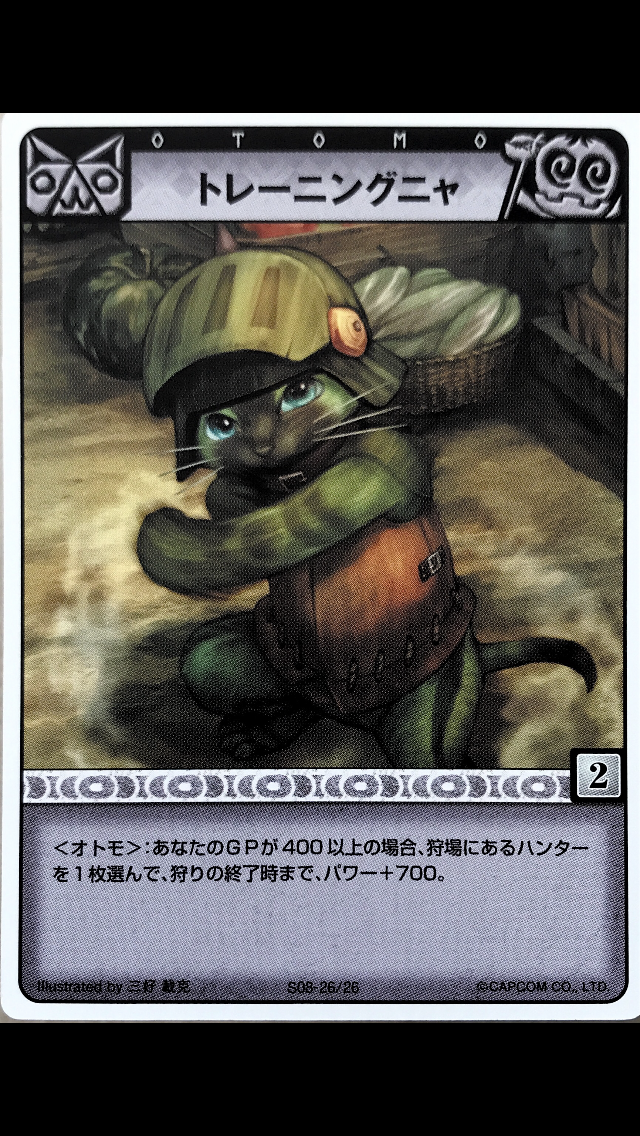 OTOMO
トレーニングニャ
2
＜オトモ＞：あなたのＧＰが400以上の場合、狩場にあるハンター
を１枚選んで、狩りの終了時まで、パワー＋700。
Illustrated by 三好 載克 S08-26/26 ©CAPCOM CO., LTD.